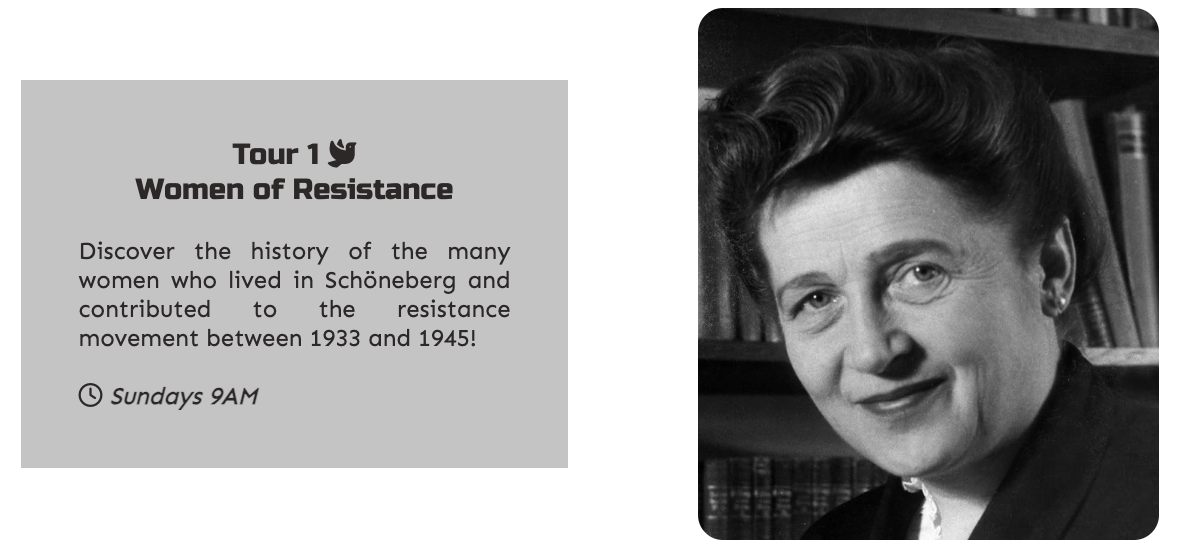 Tour 1
Women of Resistance
Discover the history of the many
women who lived in Schöneberg and
contributed to the resistance
movement between 1933 and 1945!
Sundays 9AM